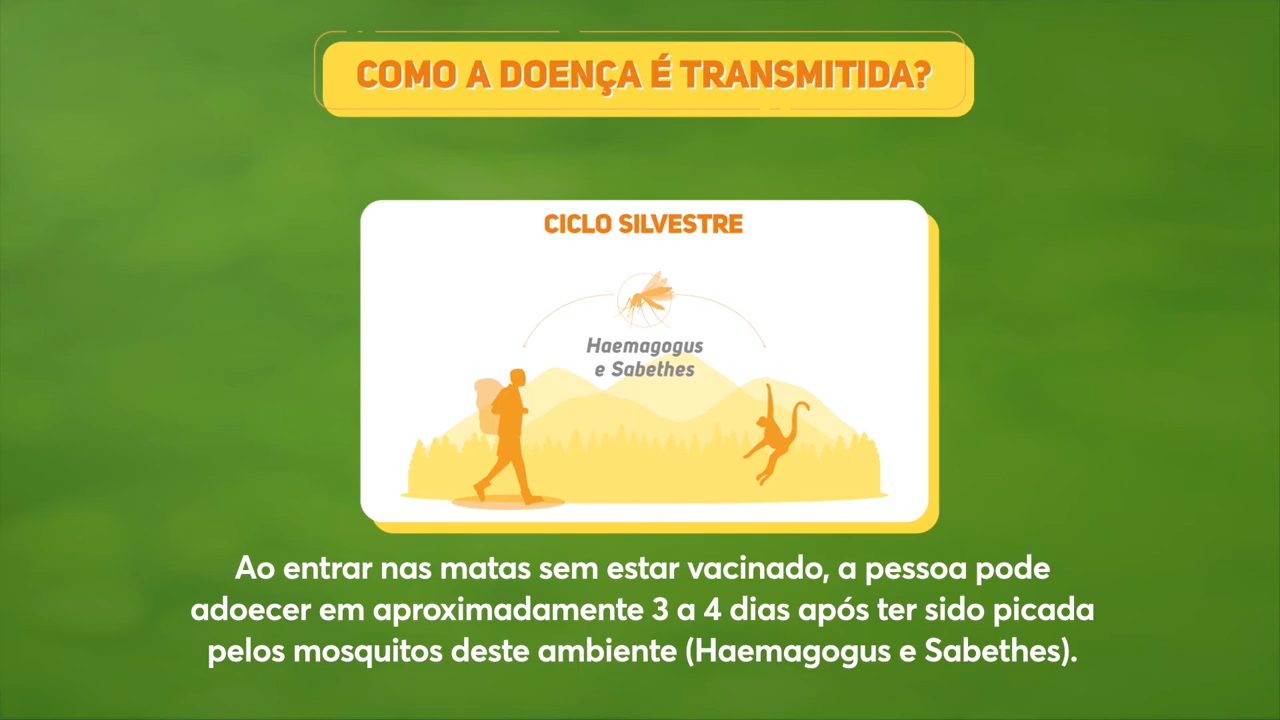 COMO A DOENÇA É TRANSMITIDA?
CICLO SILVESTRE
Haemagogus
e Sabethes
Ao entrar nas matas sem estar vacinado, a pessoa pode
adoecer em aproximadamente 3 a 4 dias após ter sido picada
pelos mosquitos deste ambiente (Haemagogus e Sabethes).